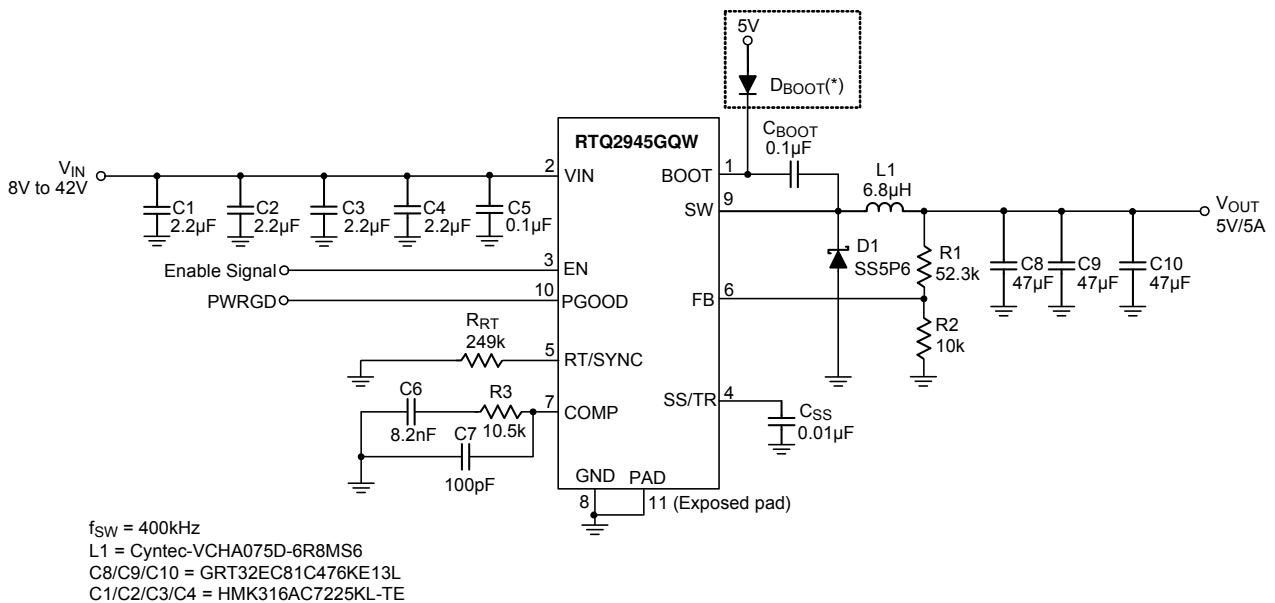 5V
DBOOT(*)
RTQ2945GQW
CBOOT
0.1µF
VIN
8V to 42V
2
VIN
BOOT
1
L1
6.8µH
SW
9
VOUT
5V/5A
C1
2.2µF
C2
2.2µF
C3
2.2µF
C4
2.2µF
C5
0.1µF
D1
SS5P6
R1
52.3k
C8
47µF
C9
47µF
C10
47µF
Enable Signal
3
EN
PWRGD
10
PGOOD
FB
6
R2
10k
RRT
249k
5
RT/SYNC
C6
8.2nF
R3
10.5k
7
COMP
SS/TR
4
CSS
0.01µF
C7
100pF
GND
PAD
8
11 (Exposed pad)
fSW = 400kHz
L1 = Cyntec-VCHA075D-6R8MS6
C8/C9/C10 = GRT32EC81C476KE13L
C1/C2/C3/C4 = HMK316AC7225KL-TE